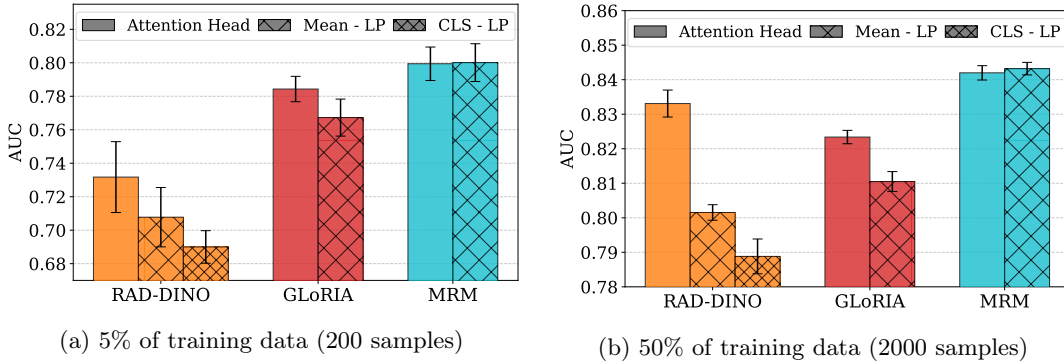 Attention Head Mean - LP CLS - LP
AUC
0.82
0.80
0.78
0.76
0.74
0.72
0.70
0.68
RAD-DINO GLoRIA MRM
(a) 5% of training data (200 samples)
Attention Head Mean - LP CLS - LP
AUC
0.86
0.85
0.84
0.83
0.82
0.81
0.80
0.79
0.78
RAD-DINO GLoRIA MRM
(b) 50% of training data (2000 samples)